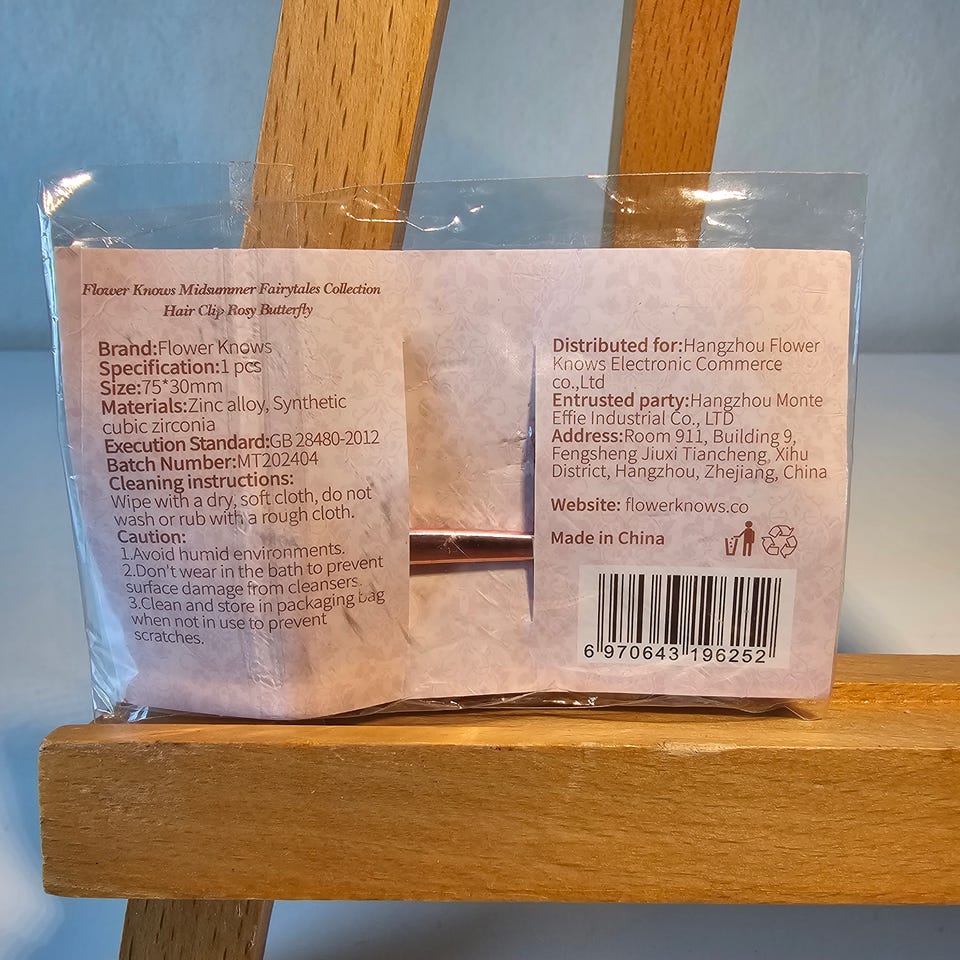 Flower Knows Midsummer Fairytales Collection
Hair Clip Rosy Butterfly
Brand:Flower Knows
Specification:1 pcs
Size:75*30mm
Materials:Zinc alloy, Synthetic
cubic zirconia
Execution Standard:GB 28480-2012
Batch Number:MT202404
Cleaning instructions:
Wipe with a dry, soft cloth, do not
wash or rub with a rough cloth.
Caution:
1.Avoid humid environments.
2.Don't wear in the bath to prevent
surface damage from cleansers.
3.Clean and store in packaging bag
when not in use to prevent
scratches.
Distributed for:Hangzhou Flower
Knows Electronic Commerce
co.,Ltd
Entrusted party:Hangzhou Monte
Effie Industrial Co., LTD
Address:Room 911, Building 9,
Fengsheng Jiuxi Tiancheng, Xihu
District, Hangzhou, Zhejiang, China
Website: flowerknows.co
Made in China
6 970643 196252